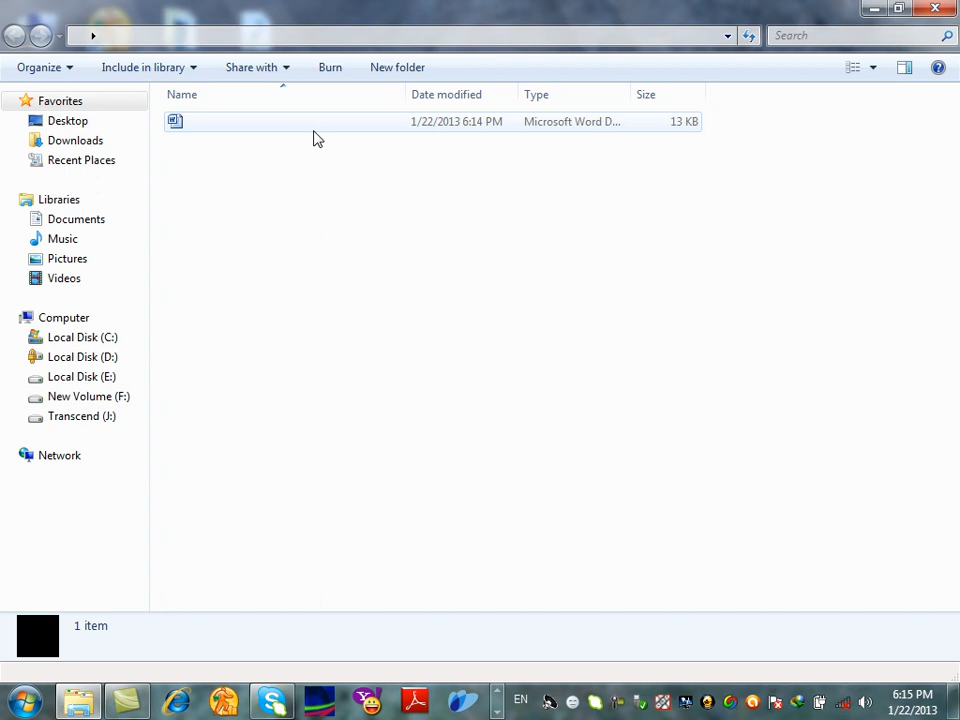 Search
Organize Include in library Share with Burn New folder
Name Date modified Type Size
1/22/2013 6:14 PM Microsoft Word D... 13 KB
Favorites
Desktop
Downloads
Recent Places
Libraries
Documents
Music
Pictures
Videos
Computer
Local Disk (C:)
Local Disk (D:)
Local Disk (E:)
New Volume (F:)
Transcend (J:)
Network
1 item
EN
6:15 PM
1/22/2013